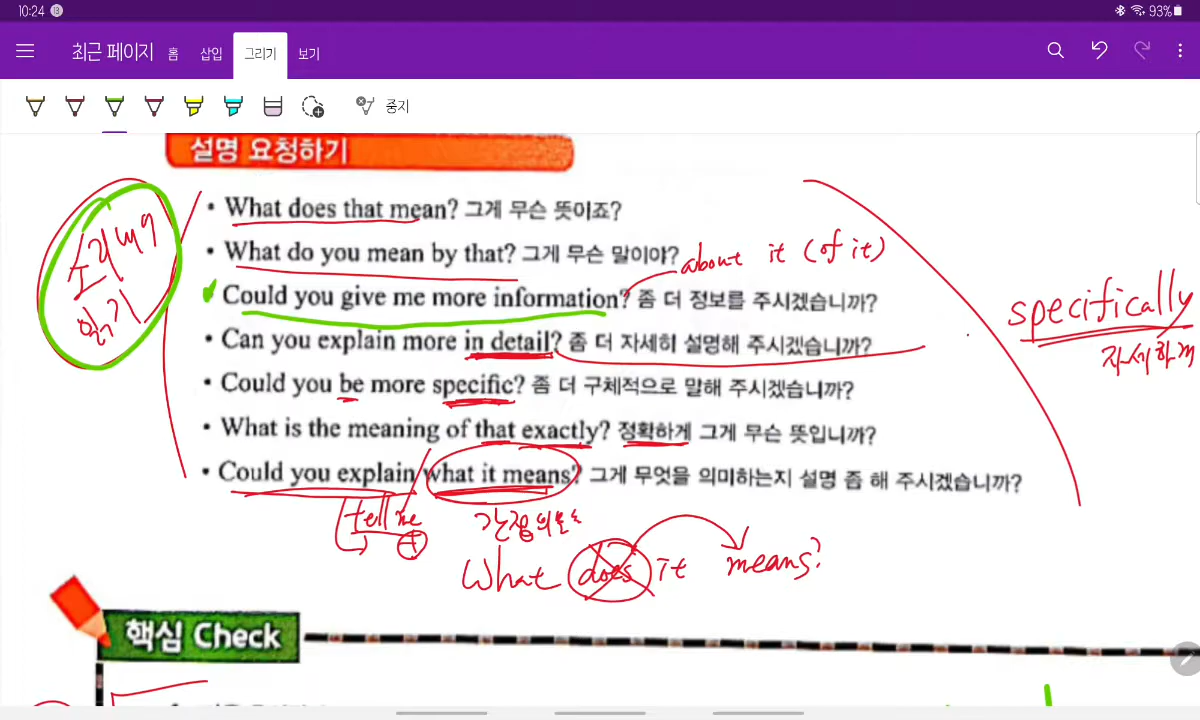 10:24
93%
최근 페이지 홈 삽입 그리기 보기
중지
설명 요청하기
• What does that mean? 그게 무슨 뜻이죠?
• What do you mean by that? 그게 무슨 말이야?
about it (of it)
Could you give me more information? 좀 더 정보를 주시겠습니까?
• Can you explain more in detail? 좀 더 자세히 설명해 주시겠습니까?
• Could you be more specific? 좀 더 구체적으로 말해 주시겠습니까?
• What is the meaning of that exactly? 정확하게 그게 무슨 뜻입니까?
• Could you explain what it means? 그게 무엇을 의미하는지 설명 좀 해 주시겠습니까?
소리내어
읽기
specifically
자세하게
tell me
간접의문문
What does it means?
핵심 Check